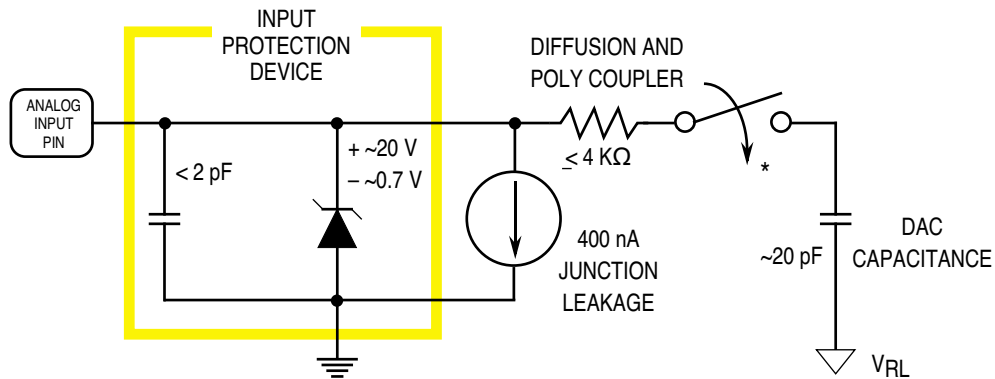 INPUT
PROTECTION
DEVICE
DIFFUSION AND
POLY COUPLER
ANALOG
INPUT
PIN
< 2 pF
+ ~20 V
– ~0.7 V
≤ 4 KΩ
*
400 nA
JUNCTION
LEAKAGE
~20 pF
DAC
CAPACITANCE
VRL